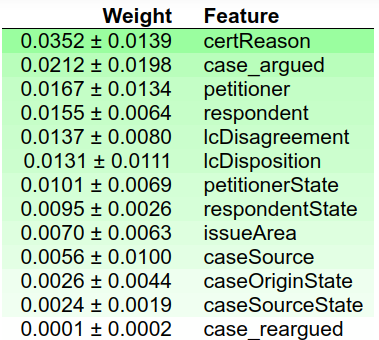 Weight Feature
0.0352 ± 0.0139 certReason
0.0212 ± 0.0198 case_argued
0.0167 ± 0.0134 petitioner
0.0155 ± 0.0064 respondent
0.0137 ± 0.0080 lcDisagreement
0.0131 ± 0.0111 lcDisposition
0.0101 ± 0.0069 petitionerState
0.0095 ± 0.0026 respondentState
0.0070 ± 0.0063 issueArea
0.0056 ± 0.0100 caseSource
0.0026 ± 0.0044 caseOriginState
0.0024 ± 0.0019 caseSourceState
0.0001 ± 0.0002 case_reargued